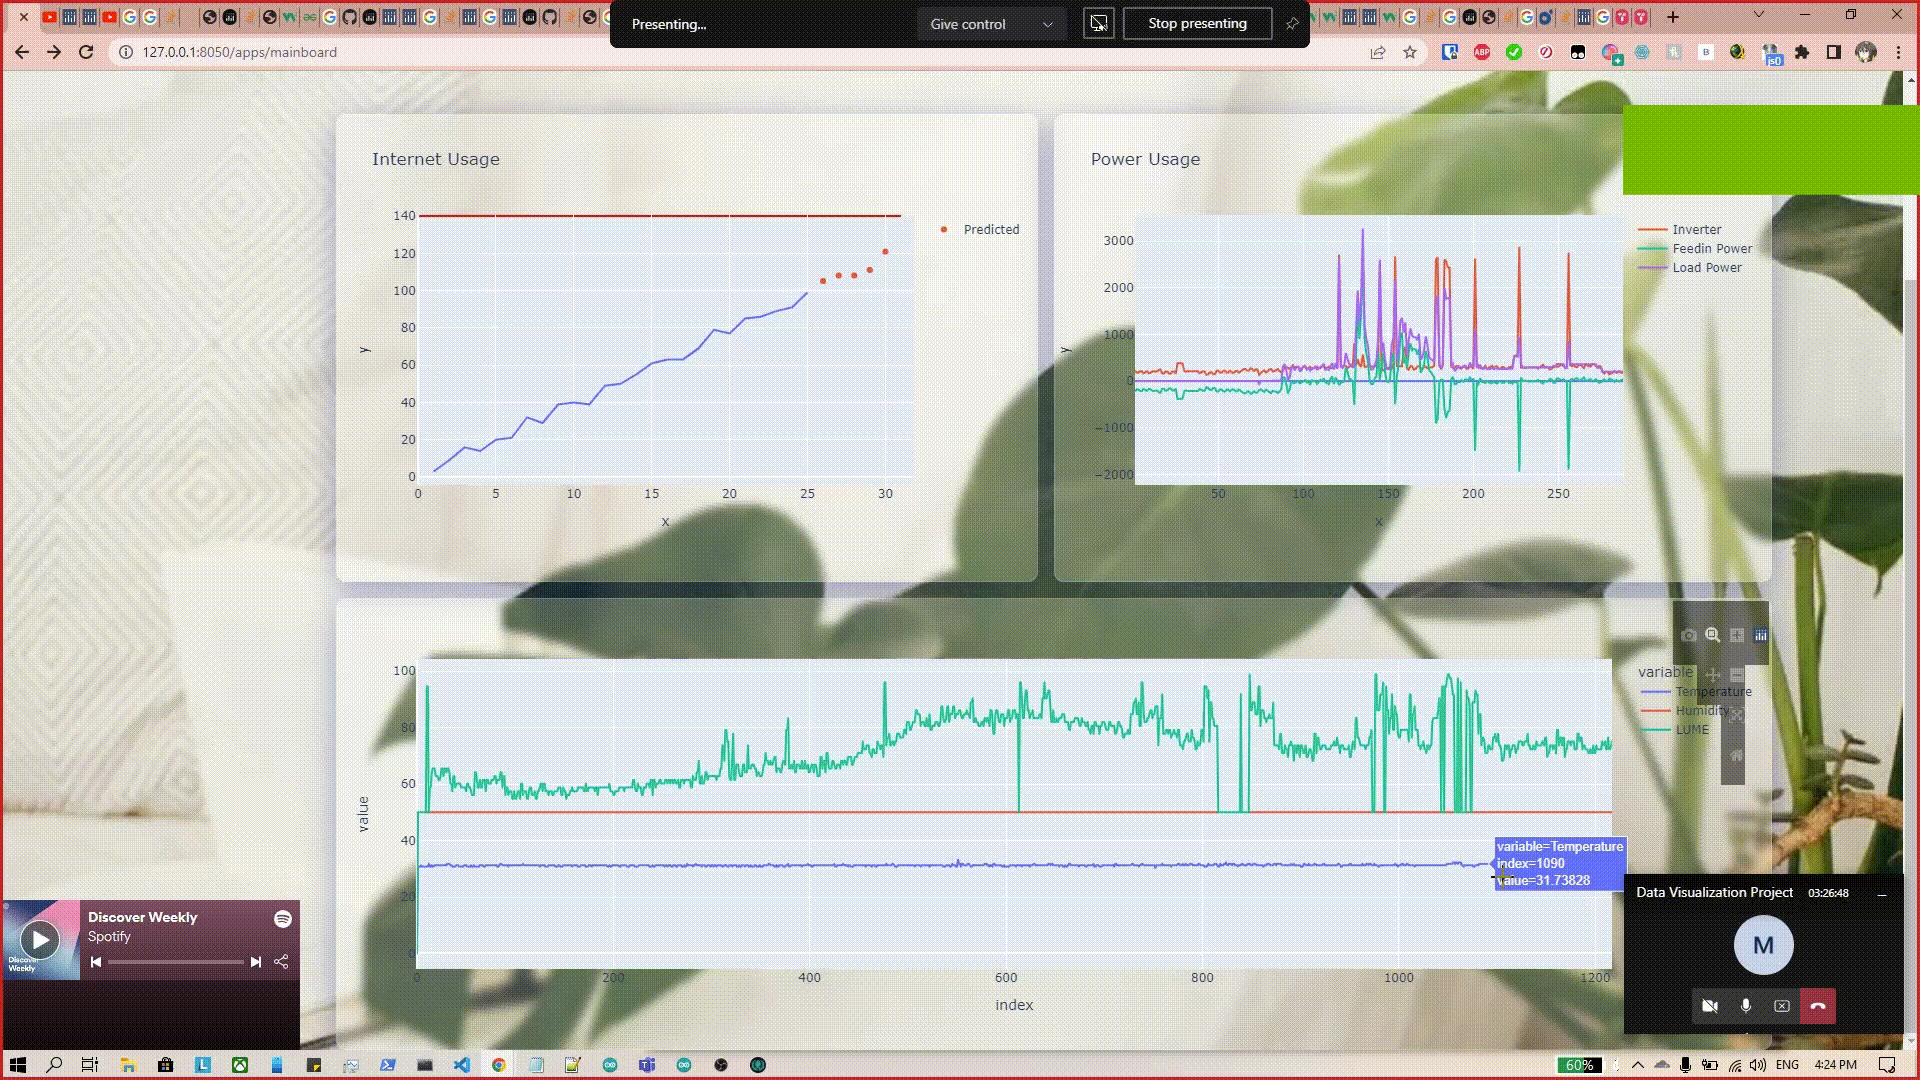 Presenting...
Give control
Stop presenting
127.0.0.1:8050/apps/mainboard
ABP
B
js0
Internet Usage
140
120
100
80
60
40
20
0
0 5 10 15 20 25 30
x
y
Predicted
Power Usage
3000
2000
1000
0
−1000
−2000
50 100 150 200 250
x
y
Inverter
Feedin Power
Load Power
100
80
60
40
20
0
0 200 400 600 800 1000 1200
index
value
variable
Temperature
Humidity
LUME
variable=Temperature
index=1090
value=31.73828
Discover Weekly
Spotify
Discover
Weekly
Data Visualization Project 03:26:48
M
60%
ENG
4:24 PM